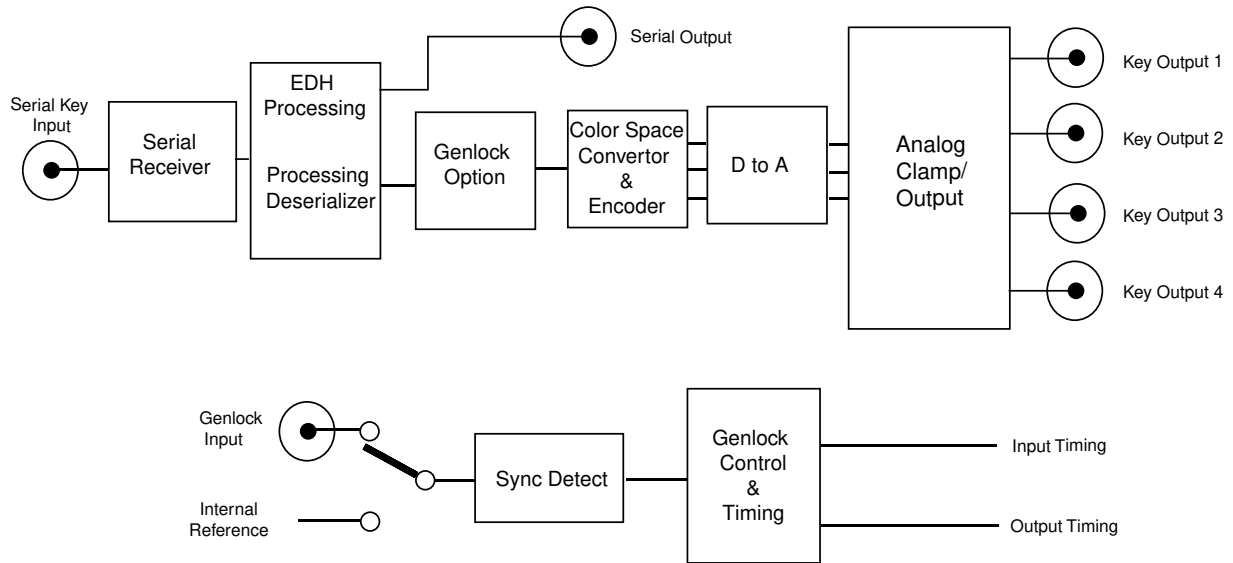 Serial Key
Input
Serial
Receiver
EDH
Processing
Processing
Deserializer
Serial Output
Genlock
Option
Color Space
Convertor
&
Encoder
D to A
Analog
Clamp/
Output
Key Output 1
Key Output 2
Key Output 3
Key Output 4
Genlock
Input
Internal
Reference
Sync Detect
Genlock
Control
&
Timing
Input Timing
Output Timing